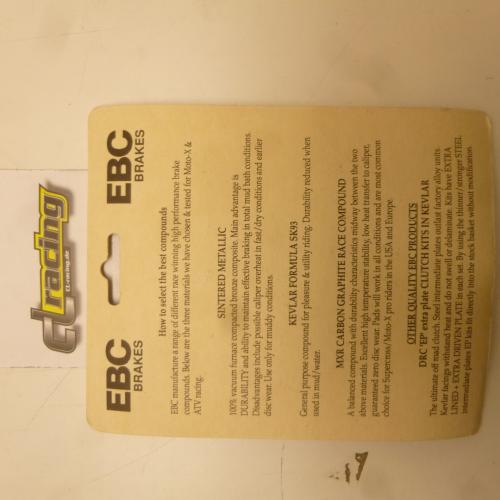 EBC BRAKES
EBC BRAKES
How to select the best compounds
EBC manufacture a range of different race winning high performance brake
compounds. Below are the three materials we have chosen & tested for Moto-X &
ATV racing.
SINTERED METALLIC
100% vacuum furnace compacted bronze composite. Main advantage is
DURABILITY and ability to maintain effective braking in total mud bath conditions.
Disadvantages include possible caliper overheat in fast/dry conditions and earlier
disc wear. Use only for muddy conditions.
KEVLAR FORMULA SK93
General purpose compound for pleasure & utility riding. Durability reduced when
used in mud/water.
MXR CARBON GRAPHITE RACE COMPOUND
A balanced compound with durability characteristics midway between the two
above materials. Excellent high temperature stability, low heat transfer to caliper,
guaranteed zero disc wear. Pads will work in all conditions and are most common
choice for Supercross/Moto-X pro riders in the USA and Europe.
OTHER QUALITY EBC PRODUCTS
DRC 'EP' extra plate CLUTCH KITS IN KEVLAR
The ultimate off road clutch. Steel intermediate plates outlast factory alloy units.
Kevlar facings withstand heat and do not swell or delaminate. Kits have EXTRA
LINED + EXTRA DRIVEN PLATE in each set. By using the thinner/stronger STEEL
intermediate plates EP kits fit directly into the stock basket without modification.
racing
CL-racing.de